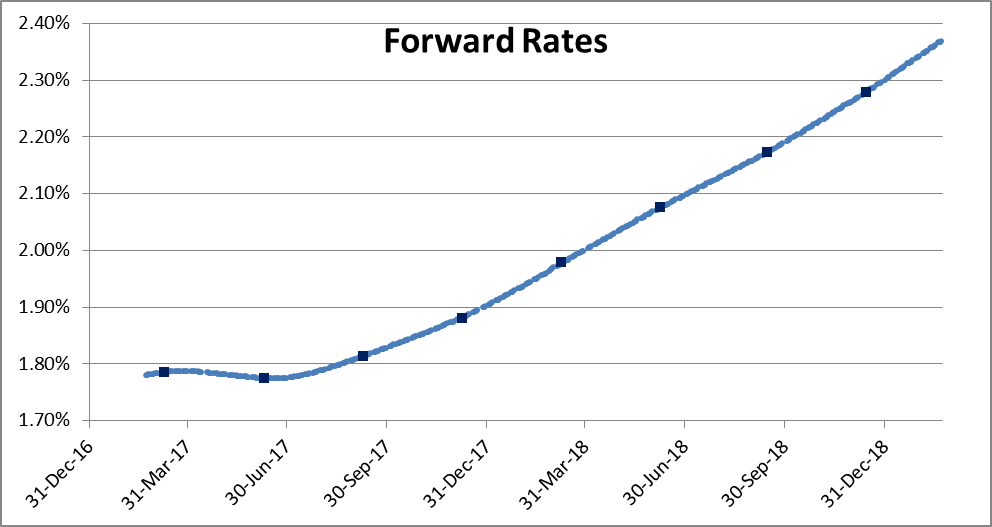 Forward Rates
2.40%
2.30%
2.20%
2.10%
2.00%
1.90%
1.80%
1.70%
31-Dec-16
31-Mar-17
30-Jun-17
30-Sep-17
31-Dec-17
31-Mar-18
30-Jun-18
30-Sep-18
31-Dec-18